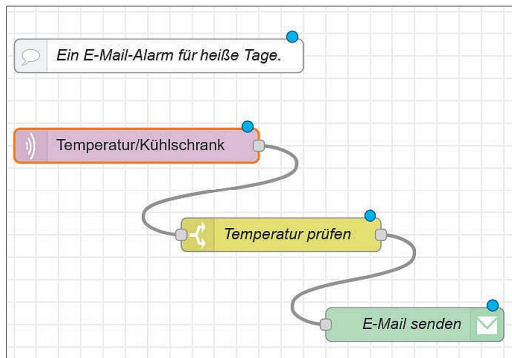 Ein E-Mail-Alarm für heiße Tage.
Temperatur/Kühlschrank
Temperatur prüfen
E-Mail senden